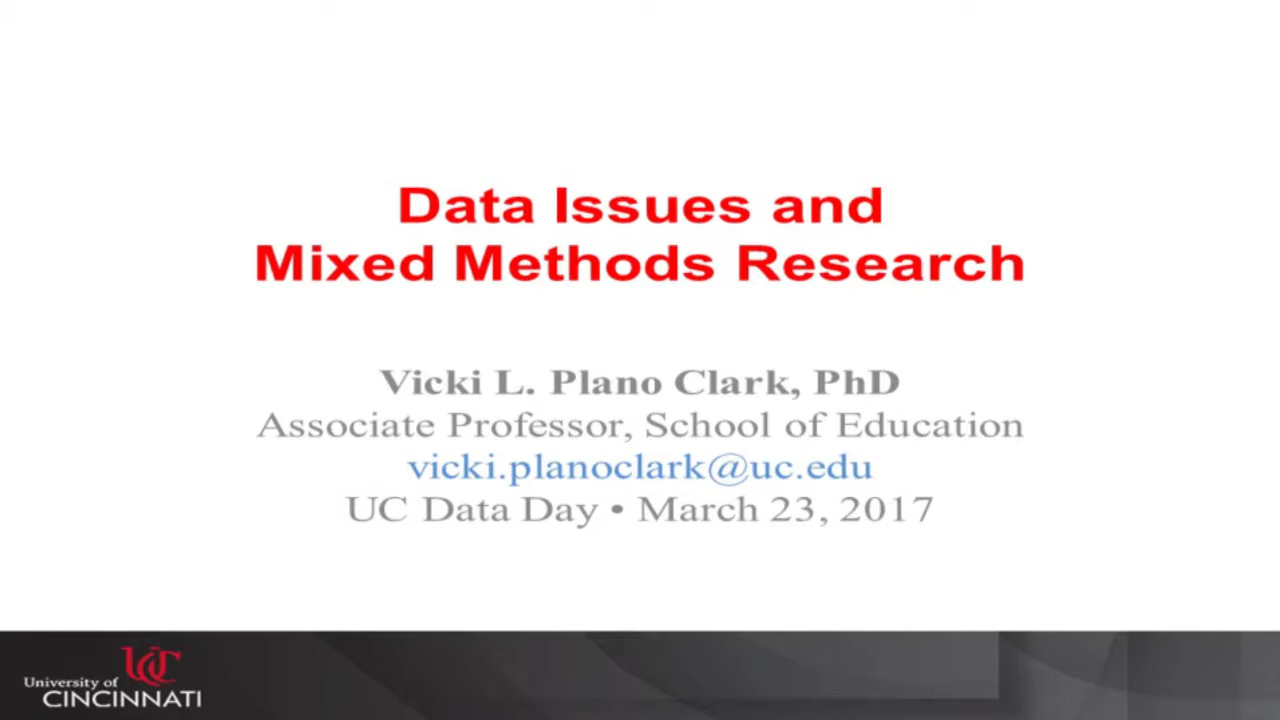 Data Issues and
Mixed Methods Research
Vicki L. Plano Clark, PhD
Associate Professor, School of Education
vicki.planoclark@uc.edu
UC Data Day • March 23, 2017
UC
University of
CINCINNATI